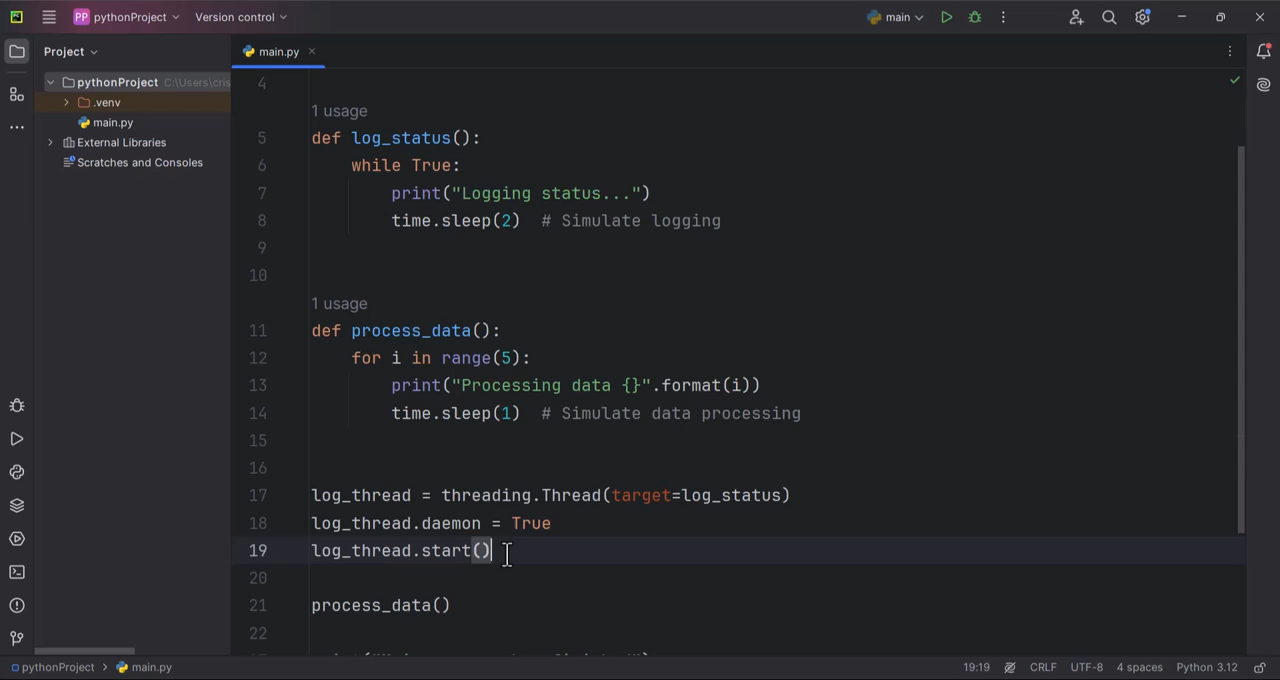 PP pythonProject Version control main
Project
main.py
pythonProject C:\Users\cris
.venv
main.py
External Libraries
Scratches and Consoles
4
1 usage
5 def log_status():
6 while True:
7 print("Logging status...")
8 time.sleep(2) # Simulate logging
9
10
1 usage
11 def process_data():
12 for i in range(5):
13 print("Processing data {}".format(i))
14 time.sleep(1) # Simulate data processing
15
16
17 log_thread = threading.Thread(target=log_status)
18 log_thread.daemon = True
19 log_thread.start()
20
21 process_data()
22
pythonProject > main.py 19:19 CRLF UTF-8 4 spaces Python 3.12